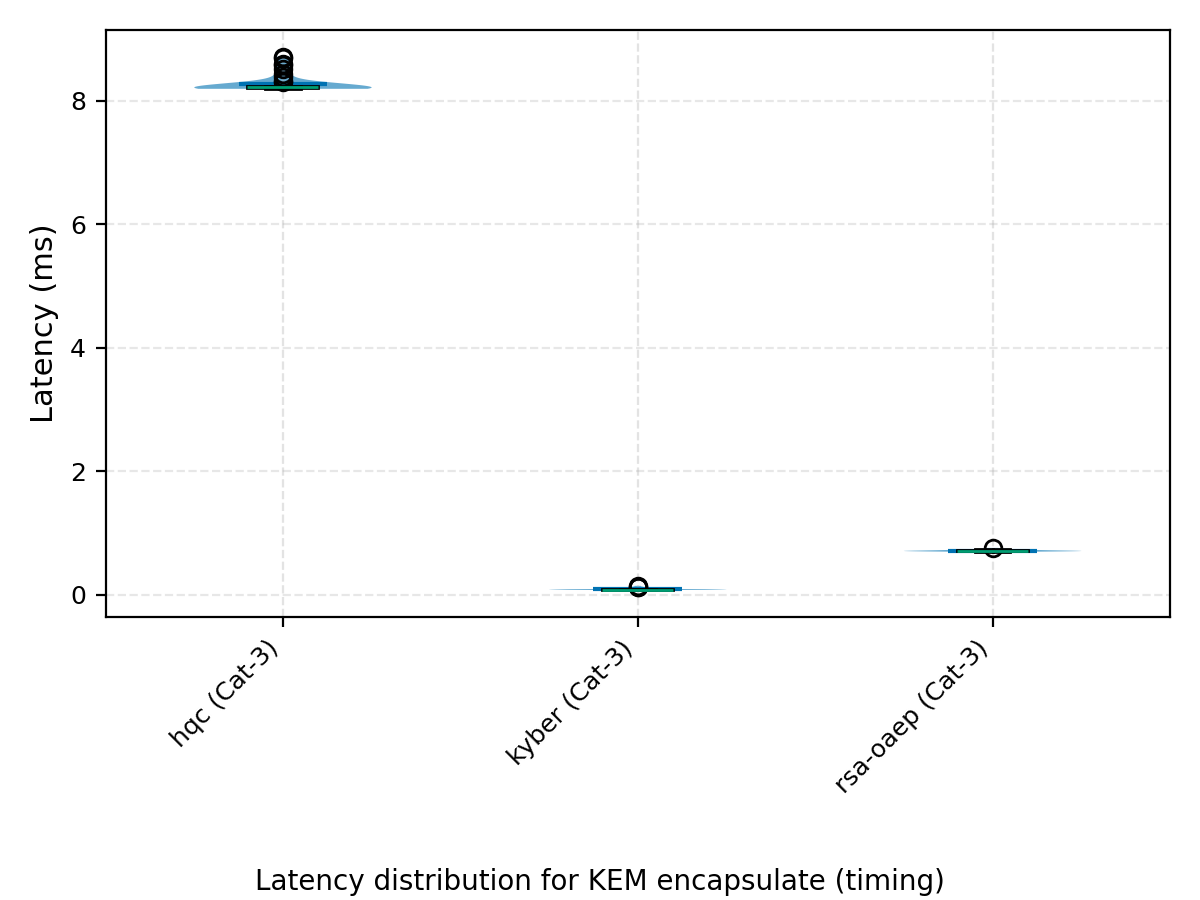 Latency (ms)
8
6
4
2
0
hqc (Cat-3)
kyber (Cat-3)
rsa-oaep (Cat-3)
Latency distribution for KEM encapsulate (timing)